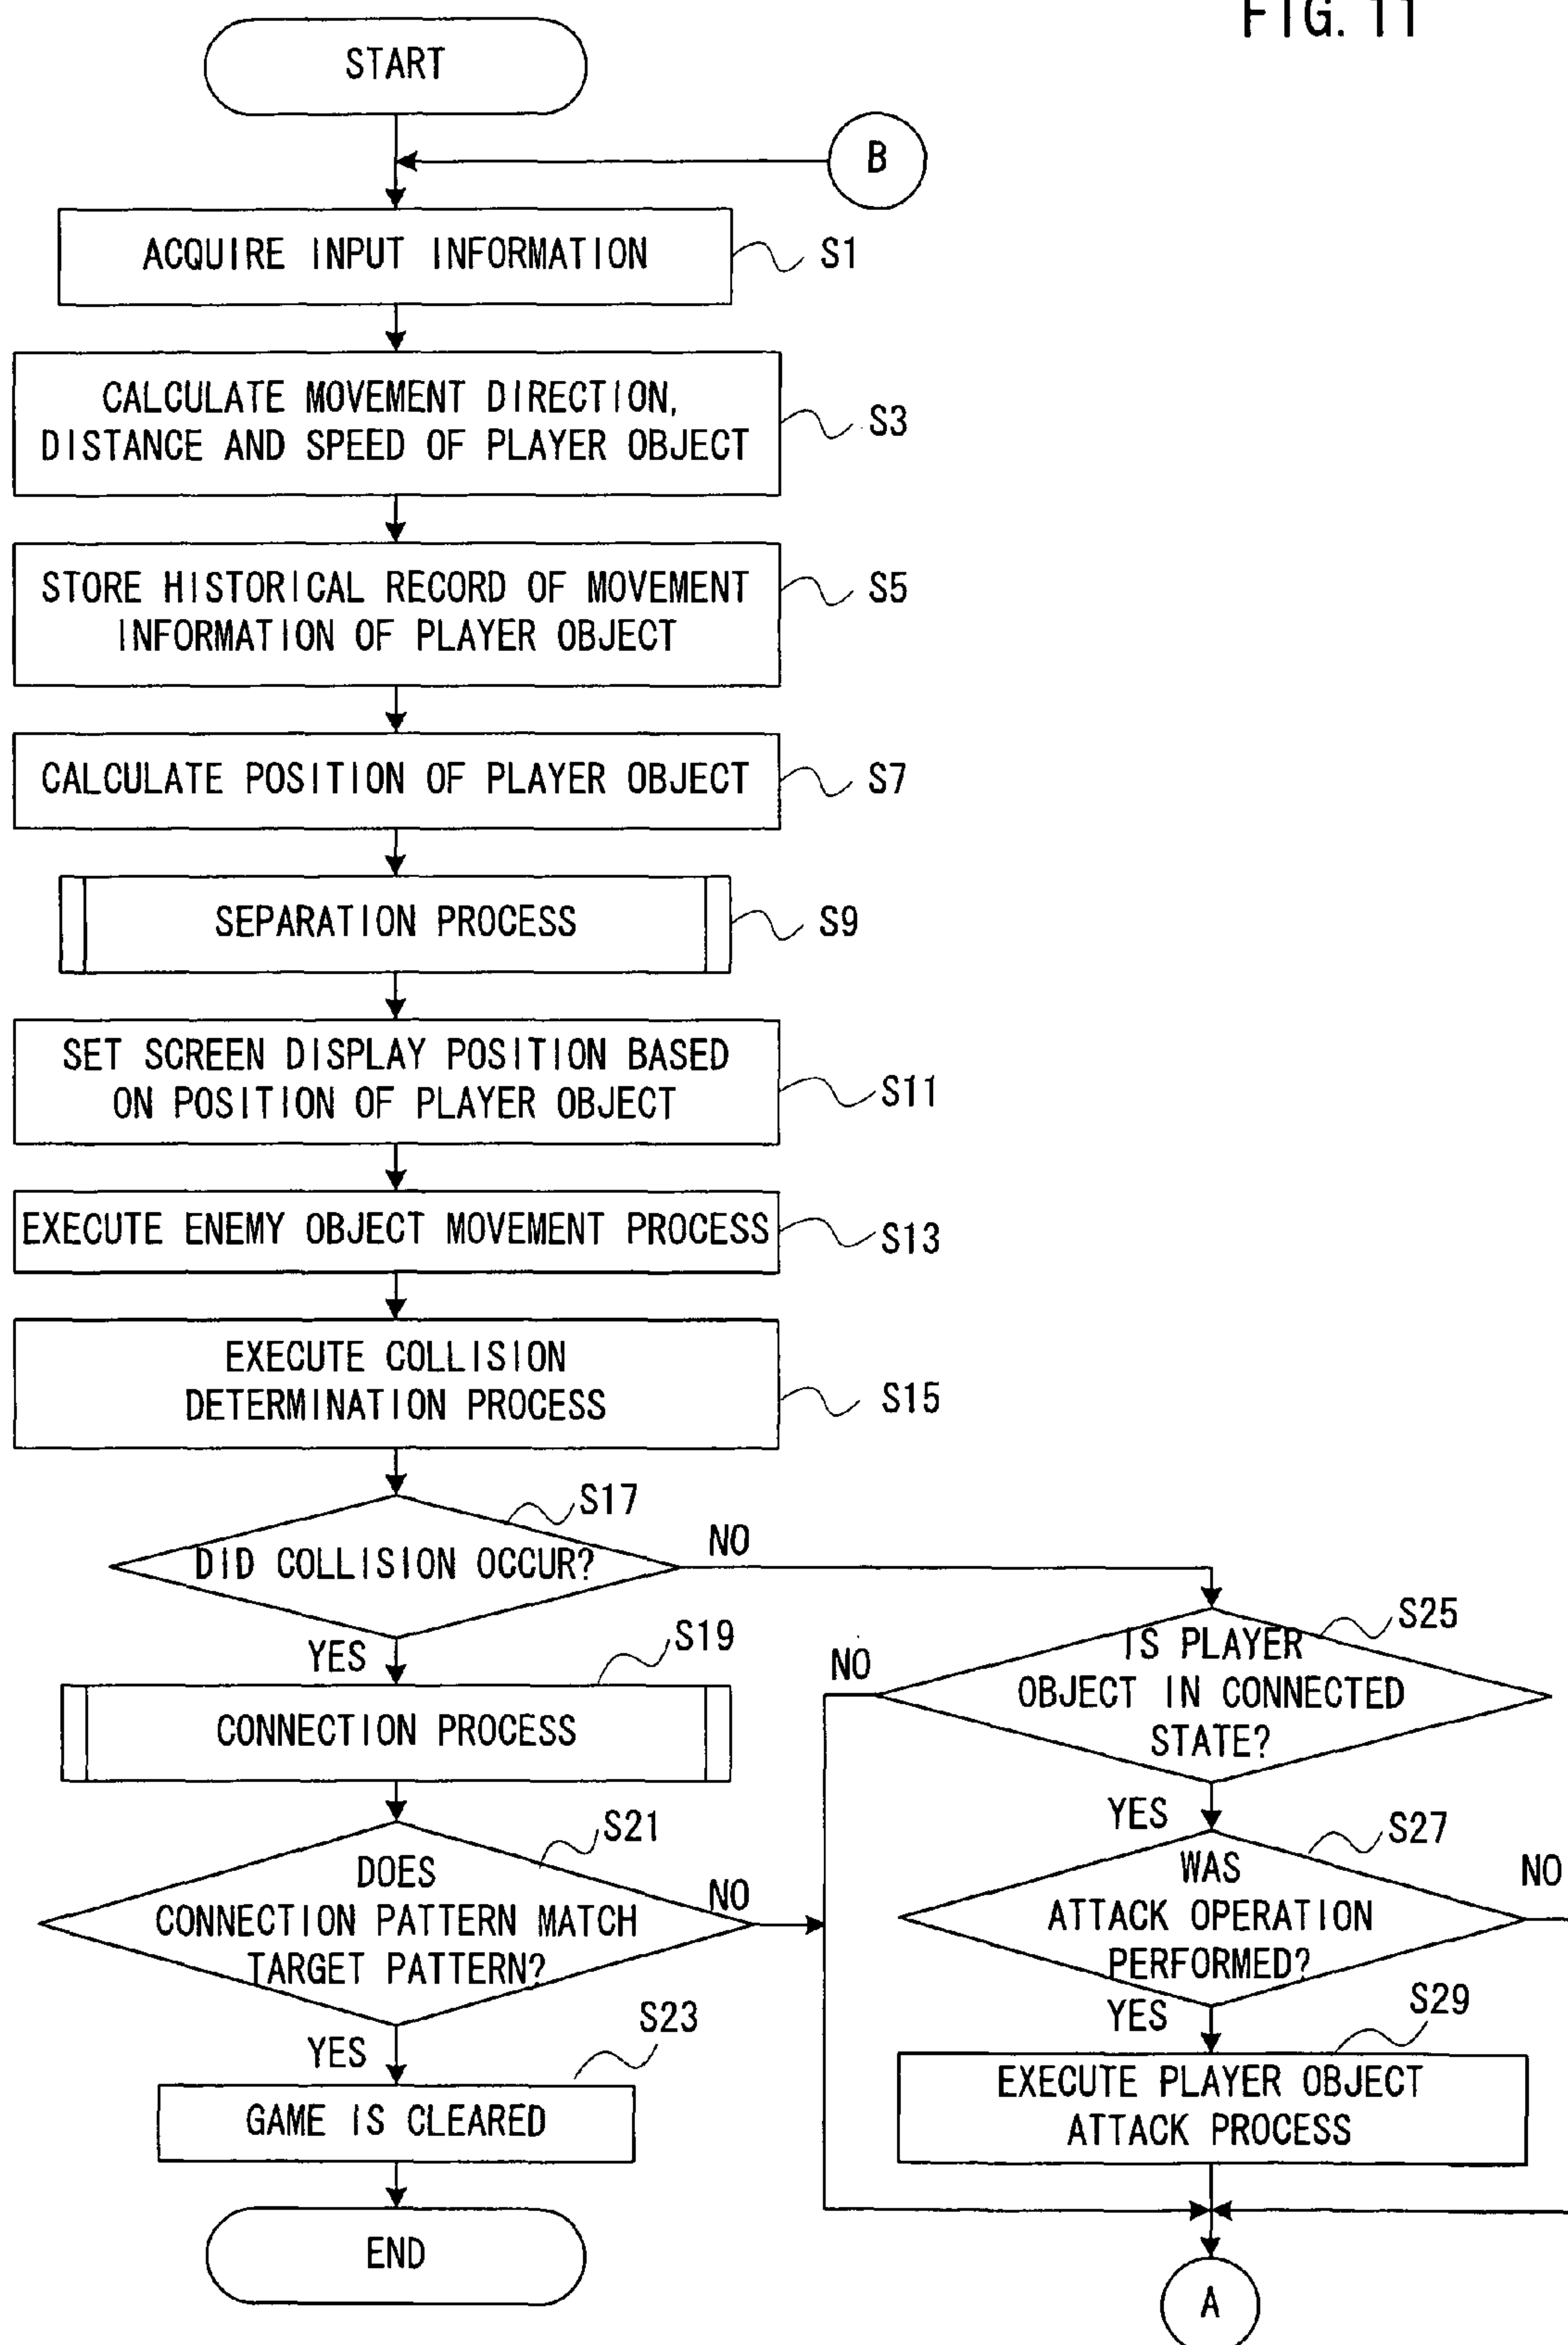 FIG. 11
START
B
ACQUIRE INPUT INFORMATION
S1
CALCULATE MOVEMENT DIRECTION,
DISTANCE AND SPEED OF PLAYER OBJECT
S3
STORE HISTORICAL RECORD OF MOVEMENT
INFORMATION OF PLAYER OBJECT
S5
CALCULATE POSITION OF PLAYER OBJECT
S7
SEPARATION PROCESS
S9
SET SCREEN DISPLAY POSITION BASED
ON POSITION OF PLAYER OBJECT
S11
EXECUTE ENEMY OBJECT MOVEMENT PROCESS
S13
EXECUTE COLLISION
DETERMINATION PROCESS
S15
S17
DID COLLISION OCCUR?
NO
YES
S19
CONNECTION PROCESS
S21
DOES
CONNECTION PATTERN MATCH
TARGET PATTERN?
NO
YES
S23
GAME IS CLEARED
END
S25
IS PLAYER
OBJECT IN CONNECTED
STATE?
NO
YES
S27
WAS
ATTACK OPERATION
PERFORMED?
NO
YES
S29
EXECUTE PLAYER OBJECT
ATTACK PROCESS
A